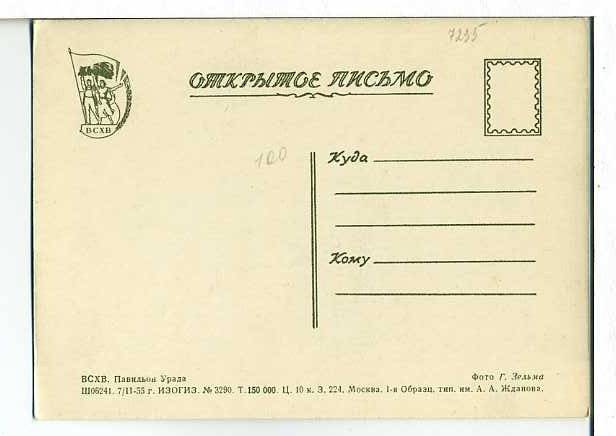 7235
ОТКРЫТОЕ ПИСЬМО
ВСХВ
100
Куда
Кому
ВСХВ. Павильон Урала
Фото Г. Зельма
Ш06241. 7/II-55 г. ИЗОГИЗ. № 3290. Т. 150 000. Ц. 10 к. З. 224. Москва. 1-я Образц. тип. им. А. А. Жданова.